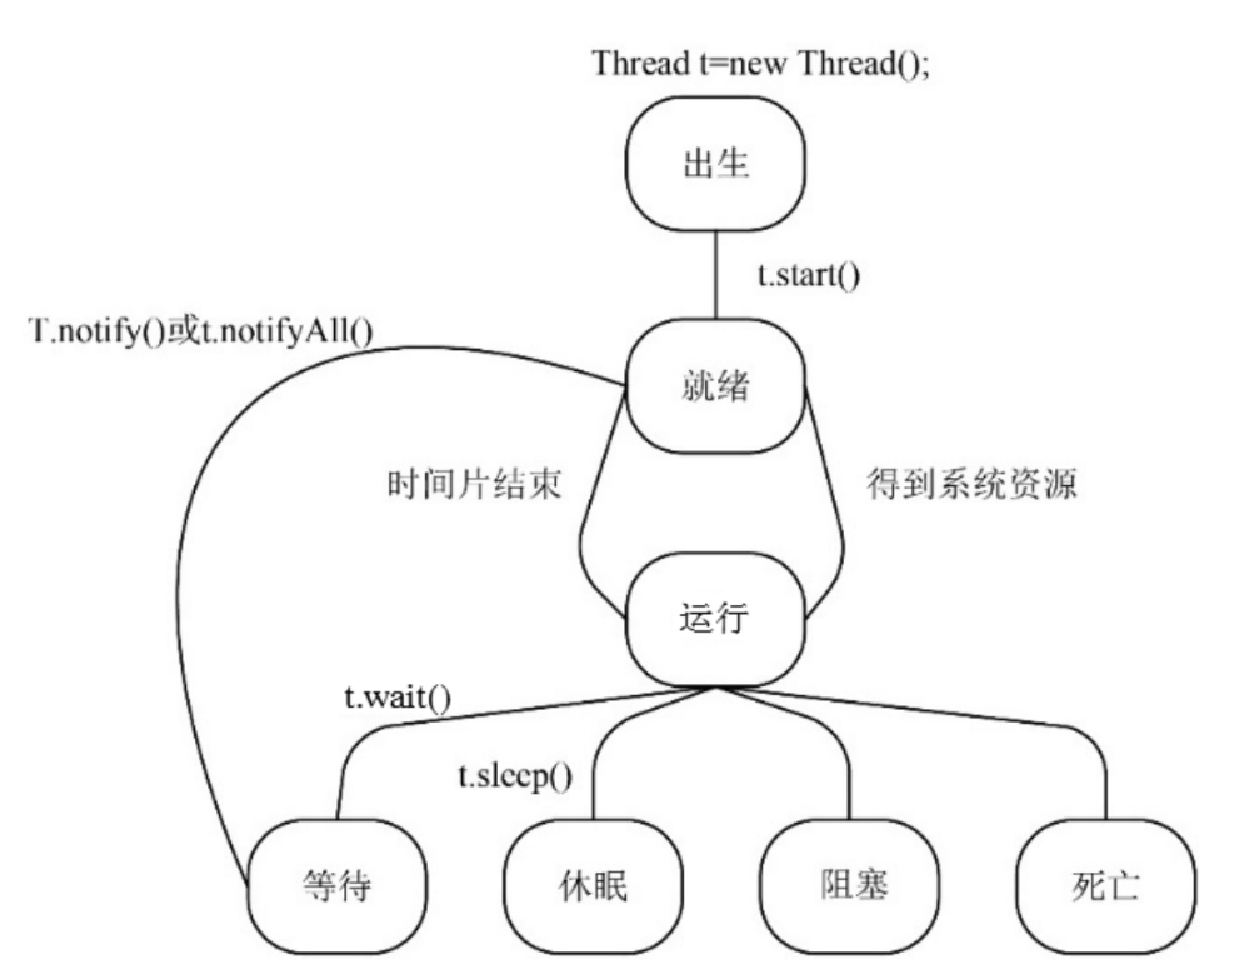 Thread t=new Thread();
出生
t.start()
T.notify()或t.notifyAll()
就绪
时间片结束
得到系统资源
运行
t.wait()
t.sleep()
等待
休眠
阻塞
死亡